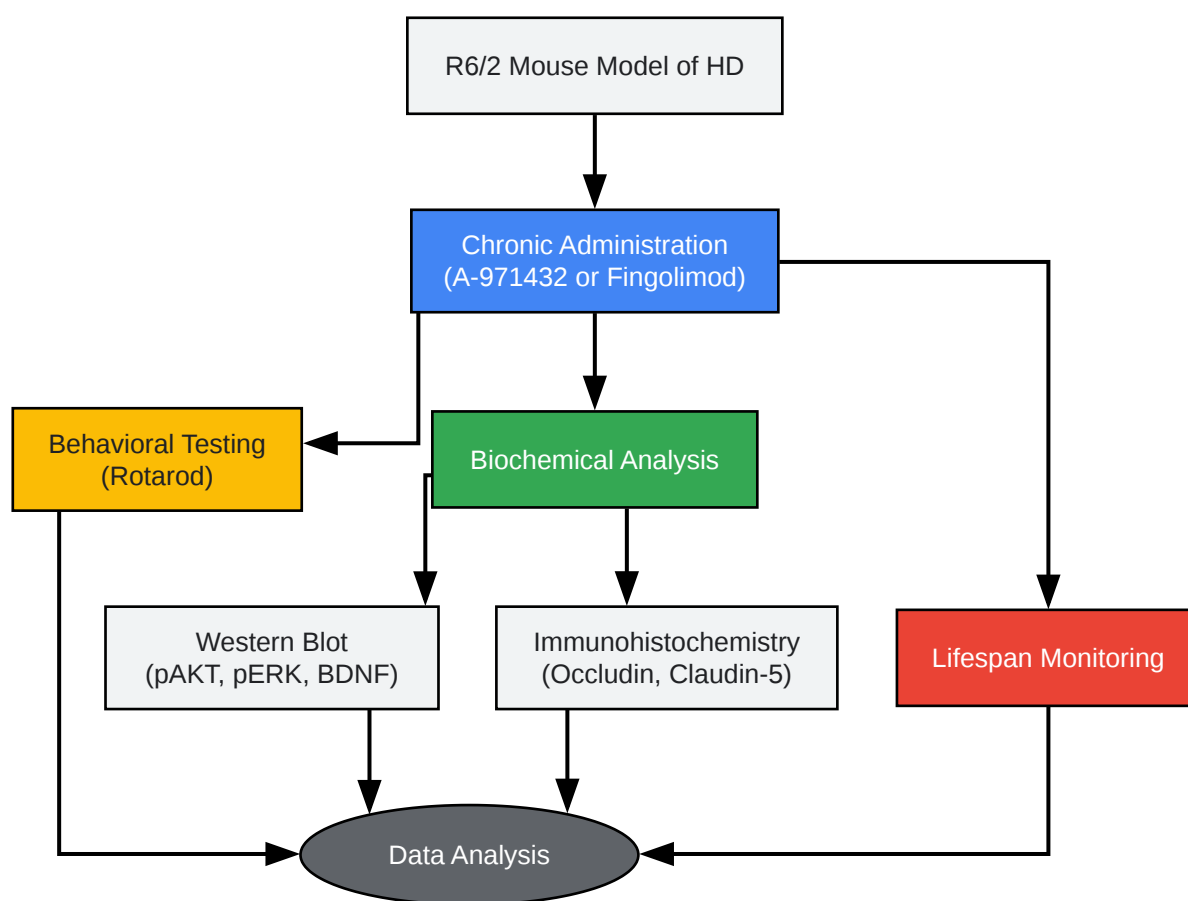 R6/2 Mouse Model of HD
Chronic Administration
(A-971432 or Fingolimod)
Behavioral Testing
(Rotarod)
Biochemical Analysis
Western Blot
(pAKT, pERK, BDNF)
Immunohistochemistry
(Occludin, Claudin-5)
Lifespan Monitoring
Data Analysis